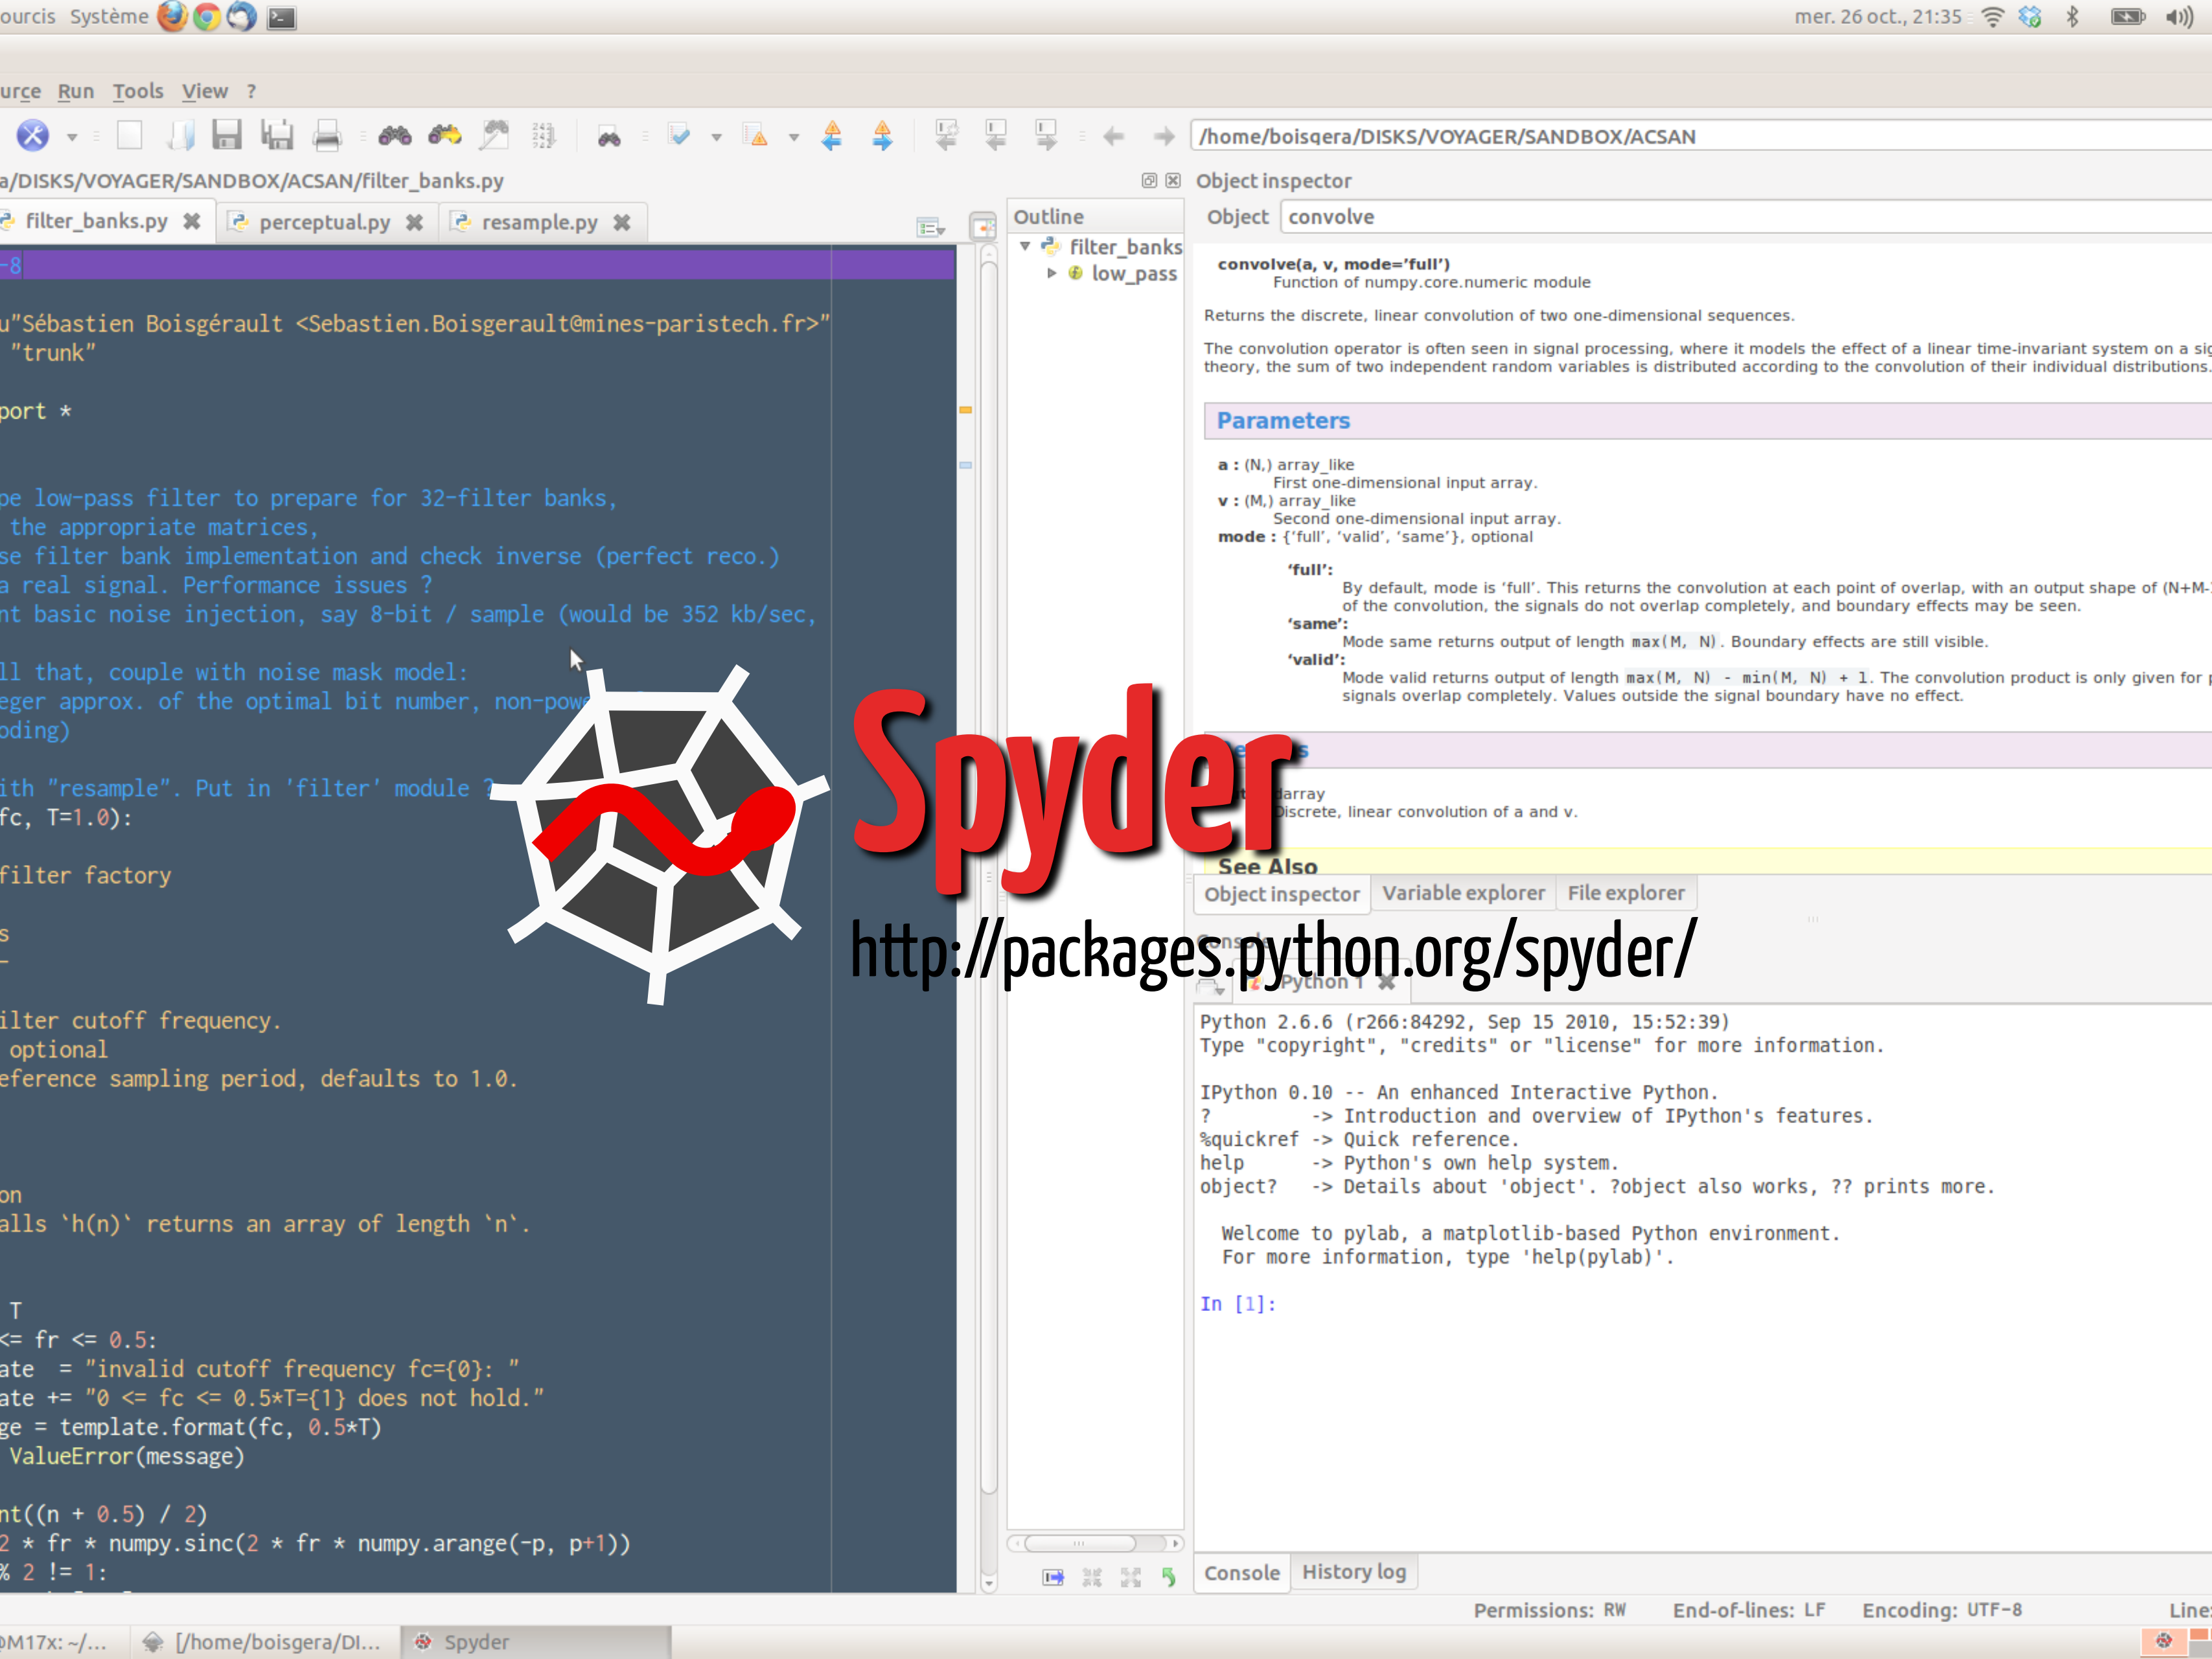 ourcis Système
mer. 26 oct., 21:35
urce Run Tools View ?
/home/boisgera/DISKS/VOYAGER/SANDBOX/ACSAN
a/DISKS/VOYAGER/SANDBOX/ACSAN/filter_banks.py
filter_banks.py perceptual.py resample.py
-8
u"Sébastien Boisgérault <Sebastien.Boisgerault@mines-paristech.fr>"
"trunk"
port *
pe low-pass filter to prepare for 32-filter banks,
the appropriate matrices,
se filter bank implementation and check inverse (perfect reco.)
a real signal. Performance issues ?
nt basic noise injection, say 8-bit / sample (would be 352 kb/sec,
ll that, couple with noise mask model:
eger approx. of the optimal bit number, non-powe
oding)
ith "resample". Put in 'filter' module ?
fc, T=1.0):
filter factory
s
-
ilter cutoff frequency.
optional
eference sampling period, defaults to 1.0.
on
alls `h(n)` returns an array of length `n`.
T
<= fr <= 0.5:
ate  = "invalid cutoff frequency fc={0}: "
ate += "0 <= fc <= 0.5*T={1} does not hold."
ge = template.format(fc, 0.5*T)
ValueError(message)
nt((n + 0.5) / 2)
2 * fr * numpy.sinc(2 * fr * numpy.arange(-p, p+1))
% 2 != 1:
Outline
filter_banks
low_pass
Object inspector
Object convolve
convolve(a, v, mode='full')
Function of numpy.core.numeric module
Returns the discrete, linear convolution of two one-dimensional sequences.
The convolution operator is often seen in signal processing, where it models the effect of a linear time-invariant system on a sig
theory, the sum of two independent random variables is distributed according to the convolution of their individual distributions.
Parameters
a : (N,) array_like
First one-dimensional input array.
v : (M,) array_like
Second one-dimensional input array.
mode : {'full', 'valid', 'same'}, optional
'full':
By default, mode is 'full'. This returns the convolution at each point of overlap, with an output shape of (N+M-
of the convolution, the signals do not overlap completely, and boundary effects may be seen.
'same':
Mode same returns output of length max(M, N). Boundary effects are still visible.
'valid':
Mode valid returns output of length max(M, N) - min(M, N) + 1. The convolution product is only given for p
signals overlap completely. Values outside the signal boundary have no effect.
darray
Discrete, linear convolution of a and v.
See Also
Object inspector Variable explorer File explorer
Spyder
http://packages.python.org/spyder/
Console
Python 1
Python 2.6.6 (r266:84292, Sep 15 2010, 15:52:39)
Type "copyright", "credits" or "license" for more information.
IPython 0.10 -- An enhanced Interactive Python.
?         -> Introduction and overview of IPython's features.
%quickref -> Quick reference.
help      -> Python's own help system.
object?   -> Details about 'object'. ?object also works, ?? prints more.
Welcome to pylab, a matplotlib-based Python environment.
For more information, type 'help(pylab)'.
In [1]:
Console History log
Permissions: RW End-of-lines: LF Encoding: UTF-8 Line:
@M17x: ~/... [/home/boisgera/DI... Spyder